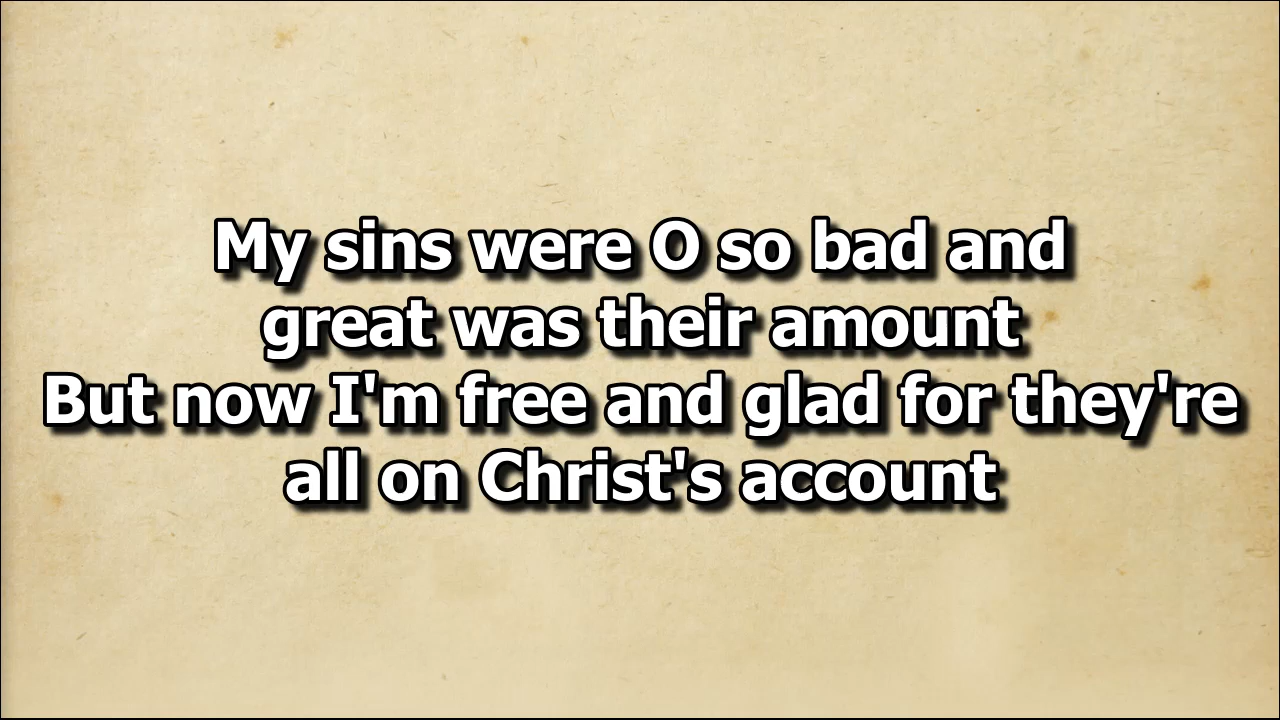 My sins were O so bad and
great was their amount
But now I'm free and glad for they're
all on Christ's account